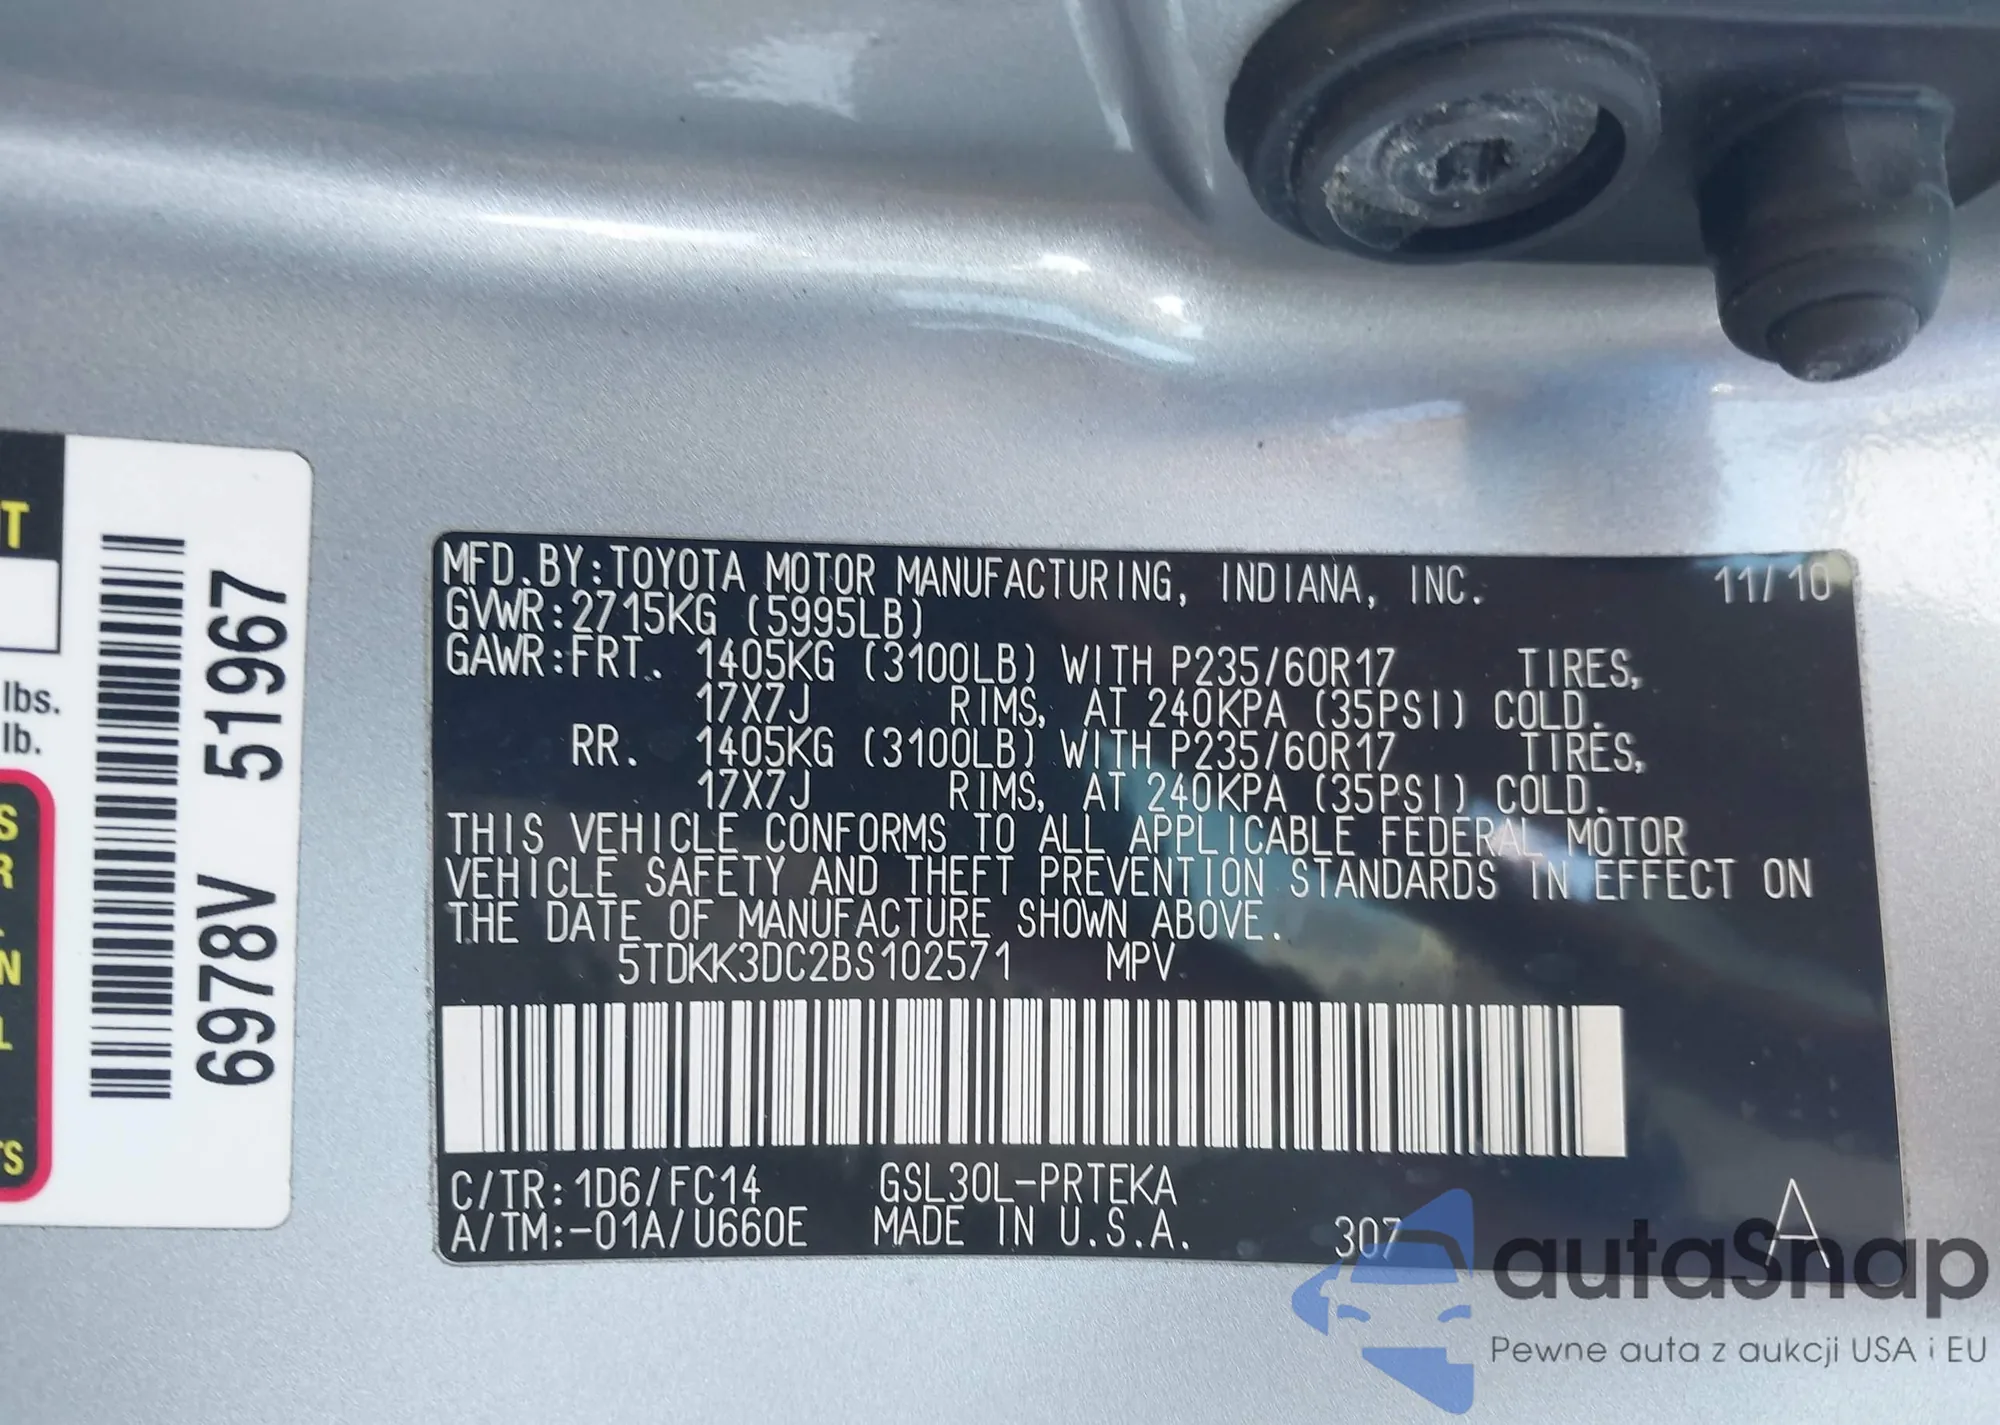 MFD.BY:TOYOTA MOTOR MANUFACTURING, INDIANA, INC. 11/10
GVWR:2715KG (5995LB)
GAWR:FRT. 1405KG (3100LB) WITH P235/60R17 TIRES,
17X7J RIMS, AT 240KPA (35PSI) COLD.
RR. 1405KG (3100LB) WITH P235/60R17 TIRES,
17X7J RIMS, AT 240KPA (35PSI) COLD.
THIS VEHICLE CONFORMS TO ALL APPLICABLE FEDERAL MOTOR
VEHICLE SAFETY AND THEFT PREVENTION STANDARDS IN EFFECT ON
THE DATE OF MANUFACTURE SHOWN ABOVE.
5TDKK3DC2BS102571 MPV
C/TR:1D6/FC14 GSL30L-PRTEKA
A/TM:-01A/U660E MADE IN U.S.A. 307 A
T
lbs.
lb.
S
R
N
L
TS
6978V 51967
autoSnap
Pewne auta z aukcji USA i EU